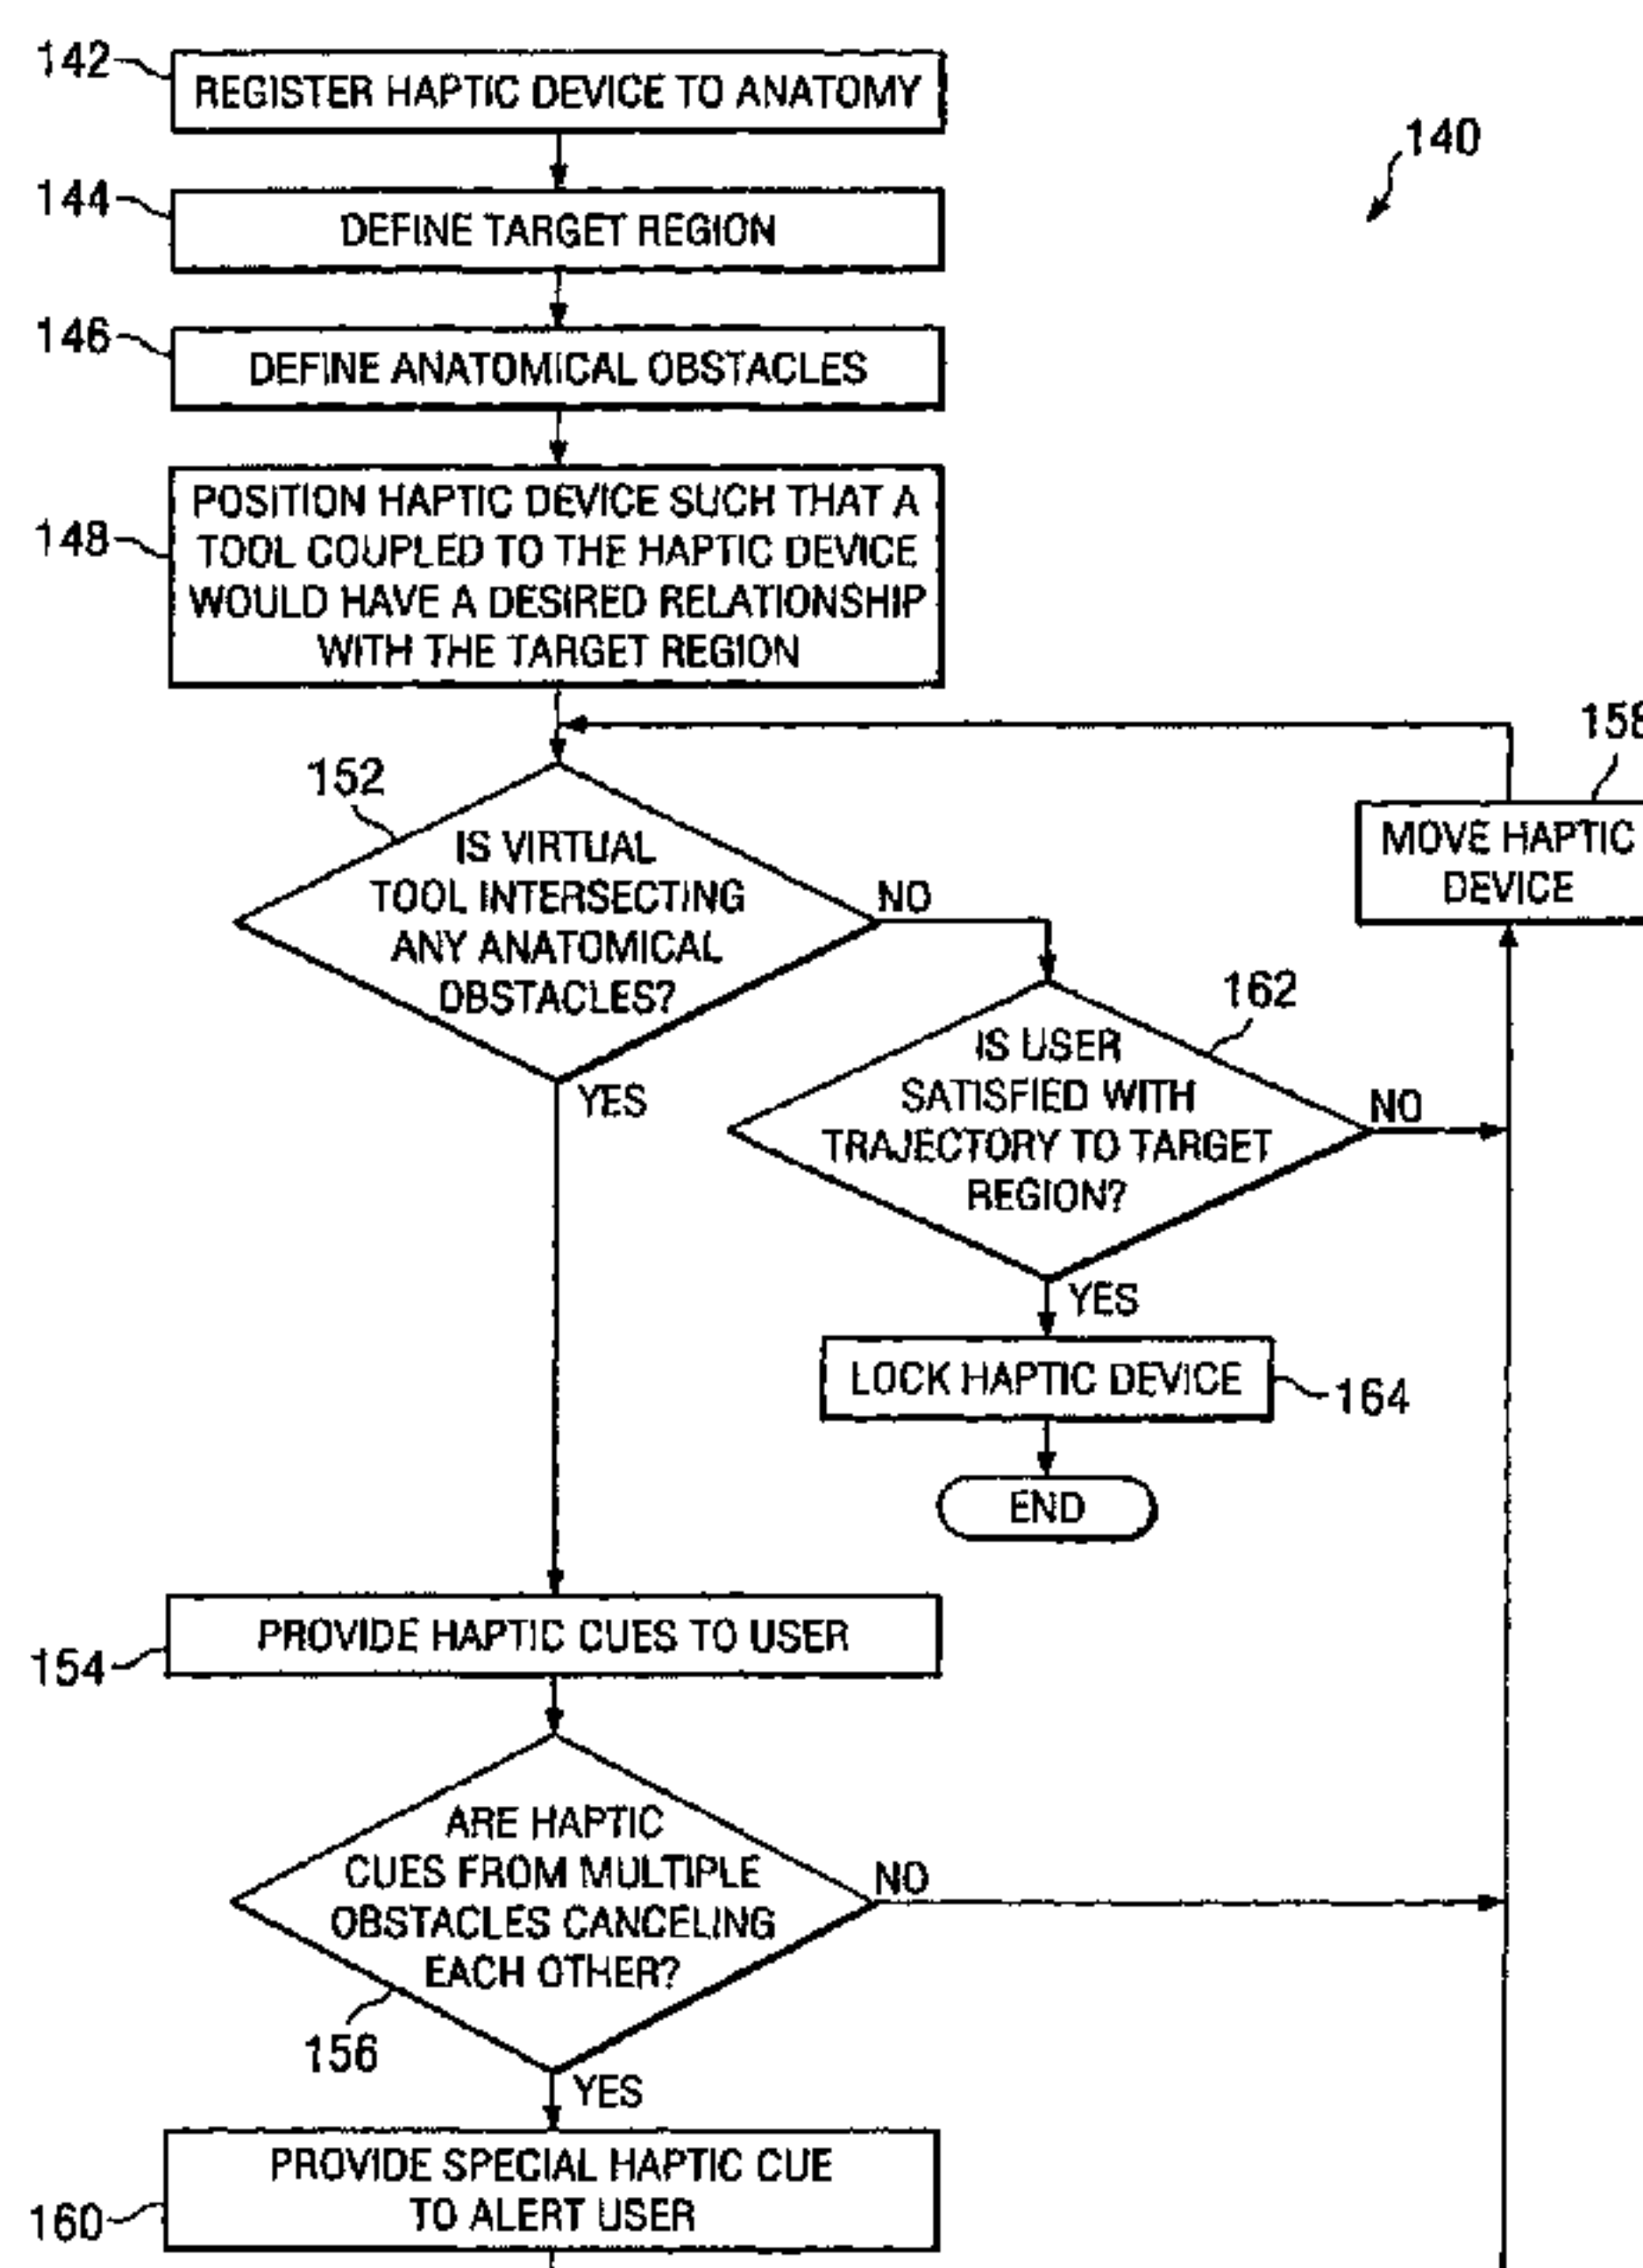 142
REGISTER HAPTIC DEVICE TO ANATOMY
140
144
DEFINE TARGET REGION
146
DEFINE ANATOMICAL OBSTACLES
148
POSITION HAPTIC DEVICE SUCH THAT A
TOOL COUPLED TO THE HAPTIC DEVICE
WOULD HAVE A DESIRED RELATIONSHIP
WITH THE TARGET REGION
158
MOVE HAPTIC
DEVICE
152
IS VIRTUAL
TOOL INTERSECTING
ANY ANATOMICAL
OBSTACLES?
NO
YES
162
IS USER
SATISFIED WITH
TRAJECTORY TO TARGET
REGION?
NO
YES
LOCK HAPTIC DEVICE
164
END
PROVIDE HAPTIC CUES TO USER
154
ARE HAPTIC
CUES FROM MULTIPLE
OBSTACLES CANCELING
EACH OTHER?
NO
156
YES
PROVIDE SPECIAL HAPTIC CUE
TO ALERT USER
160